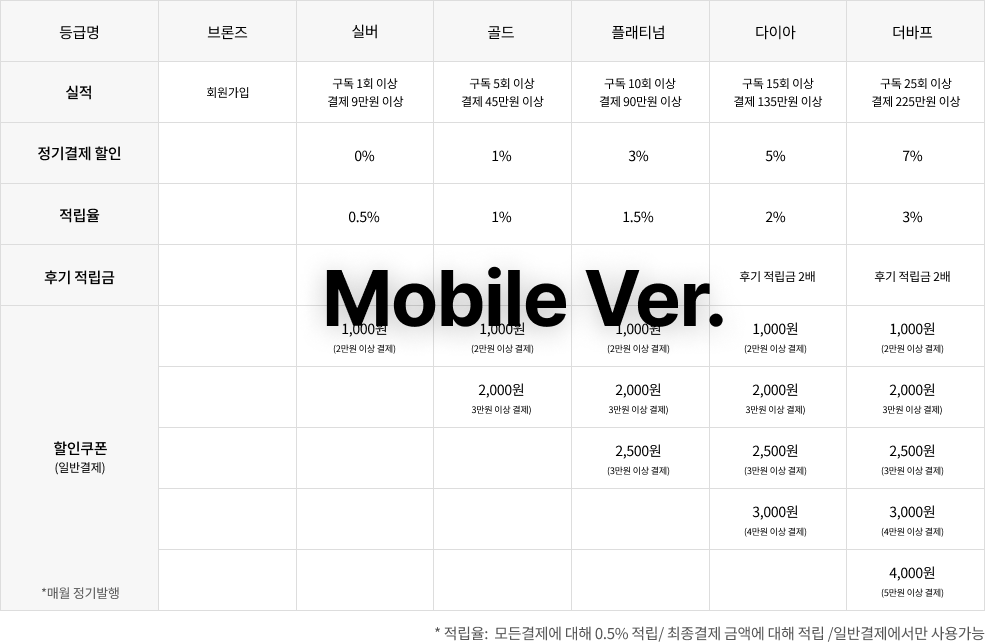 등급명 브론즈 실버 골드 플래티넘 다이아 더바프
실적 회원가입 구독 1회 이상 구독 5회 이상 구독 10회 이상 구독 15회 이상 구독 25회 이상
결제 9만원 이상 결제 45만원 이상 결제 90만원 이상 결제 135만원 이상 결제 225만원 이상
정기결제 할인 0% 1% 3% 5% 7%
적립율 0.5% 1% 1.5% 2% 3%
후기 적립금 후기 적립금 2배 후기 적립금 2배
Mobile Ver.
1,000원 1,000원 1,000원 1,000원 1,000원
(2만원 이상 결제) (2만원 이상 결제) (2만원 이상 결제) (2만원 이상 결제) (2만원 이상 결제)
2,000원 2,000원 2,000원 2,000원
3만원 이상 결제) 3만원 이상 결제) 3만원 이상 결제) 3만원 이상 결제)
할인쿠폰 2,500원 2,500원 2,500원
(일반결제) (3만원 이상 결제) (3만원 이상 결제) (3만원 이상 결제)
3,000원 3,000원
(4만원 이상 결제) (4만원 이상 결제)
4,000원
*매월 정기발행 (5만원 이상 결제)
* 적립율: 모든결제에 대해 0.5% 적립/ 최종결제 금액에 대해 적립 /일반결제에서만 사용가능